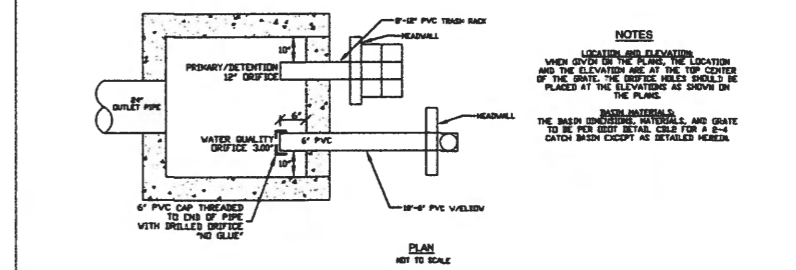 8'-12" PVC TRASH RACK
HEADWALL
10"
PRIMARY/DETENTION
12" ORIFICE
24"
OUTLET PIPE
6"
HEADWALL
WATER QUALITY
ORIFICE 3.00"
6" PVC
10"
6" PVC CAP THREADED
TO END OF PIPE
WITH DRILLED ORIFICE
"NO GLUE"
PVC W/ELBOW
PLAN
NOT TO SCALE
NOTES
LOCATION AND ELEVATION:
WHEN GIVEN ON THE PLANS, THE LOCATION
AND THE ELEVATION ARE AT THE TOP CENTER
OF THE GRATE. THE ORIFICE HOLES SHOULD BE
PLACED AT THE ELEVATIONS AS SHOWN ON
THE PLANS.
BASIN MATERIALS:
THE BASIN DIMENSIONS, MATERIALS, AND GRATE
TO BE PER DETAIL FOR A 2-4
CATCH BASIN EXCEPT AS DETAILED HEREIN.